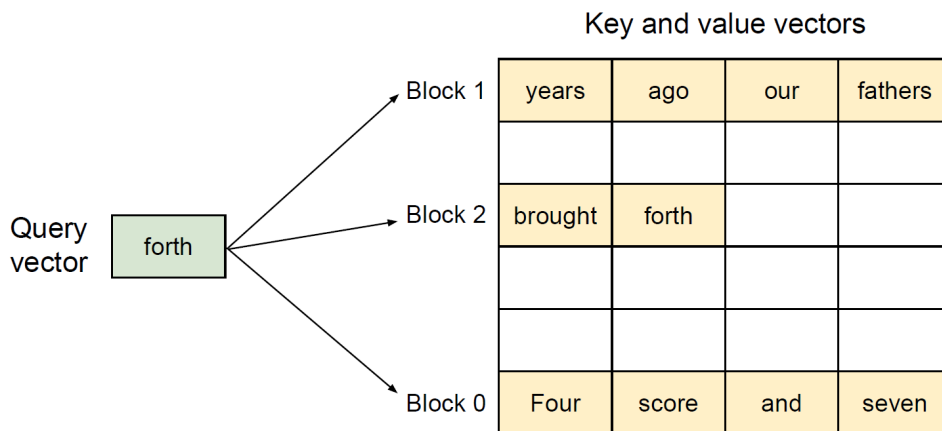 Key and value vectors
Block 1 years ago our fathers
Block 2 brought forth
Query
vector
forth
Block 0 Four score and seven